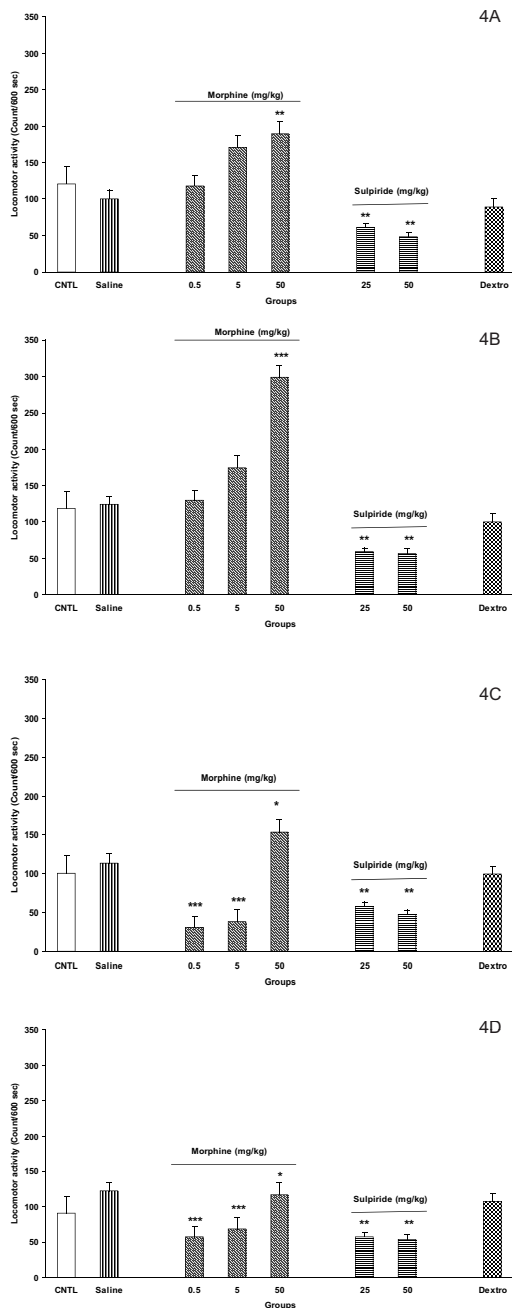 4A
Locomotor activity (Count/600 sec)
350
300
250
200
150
100
50
0
Morphine (mg/kg)
**
Sulpiride (mg/kg)
** **
CNTL Saline 0.5 5 50 25 50 Dextro
Groups
4B
Locomotor activity (Count/600 sec)
350
300
250
200
150
100
50
0
Morphine (mg/kg)
***
Sulpiride (mg/kg)
** **
CNTL Saline 0.5 5 50 25 50 Dextro
Groups
4C
Locomotor activity (Count/600 sec)
350
300
250
200
150
100
50
0
Morphine (mg/kg)
*
*** ***
Sulpiride (mg/kg)
** **
CNTL Saline 0.5 5 50 25 50 Dextro
Groups
4D
Locomotor activity (Count/600 sec)
350
300
250
200
150
100
50
0
Morphine (mg/kg)
*
*** ***
Sulpiride (mg/kg)
** **
CNTL Saline 0.5 5 50 25 50 Dextro
Groups